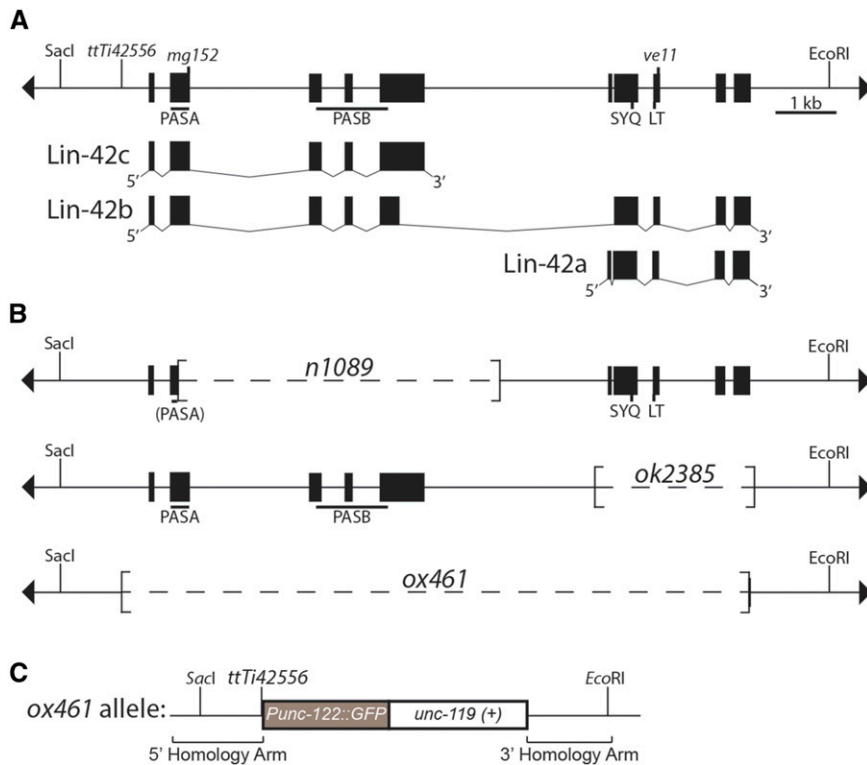 A
SacI ttTi42556 mg152 ve11 EcoRI
PASA PASB SYQ LT 1 kb
Lin-42c 5' 3'
Lin-42b 5' 3'
Lin-42a 5' 3'
B
SacI n1089 EcoRI
(PASA) SYQ LT
SacI ok2385 EcoRI
PASA PASB
SacI ox461 EcoRI
C
SacI ttTi42556 EcoRI
ox461 allele: Punc-122::GFP unc-119 (+)
5' Homology Arm 3' Homology Arm